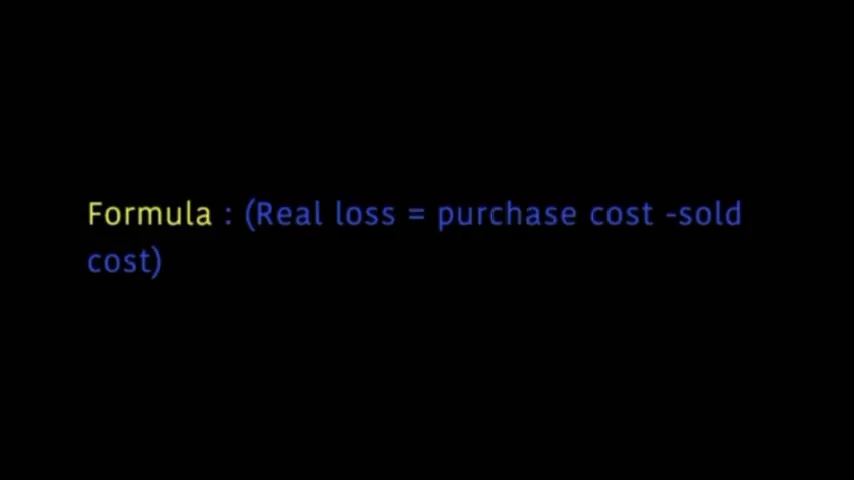 Formula : (Real loss = purchase cost -sold
cost)